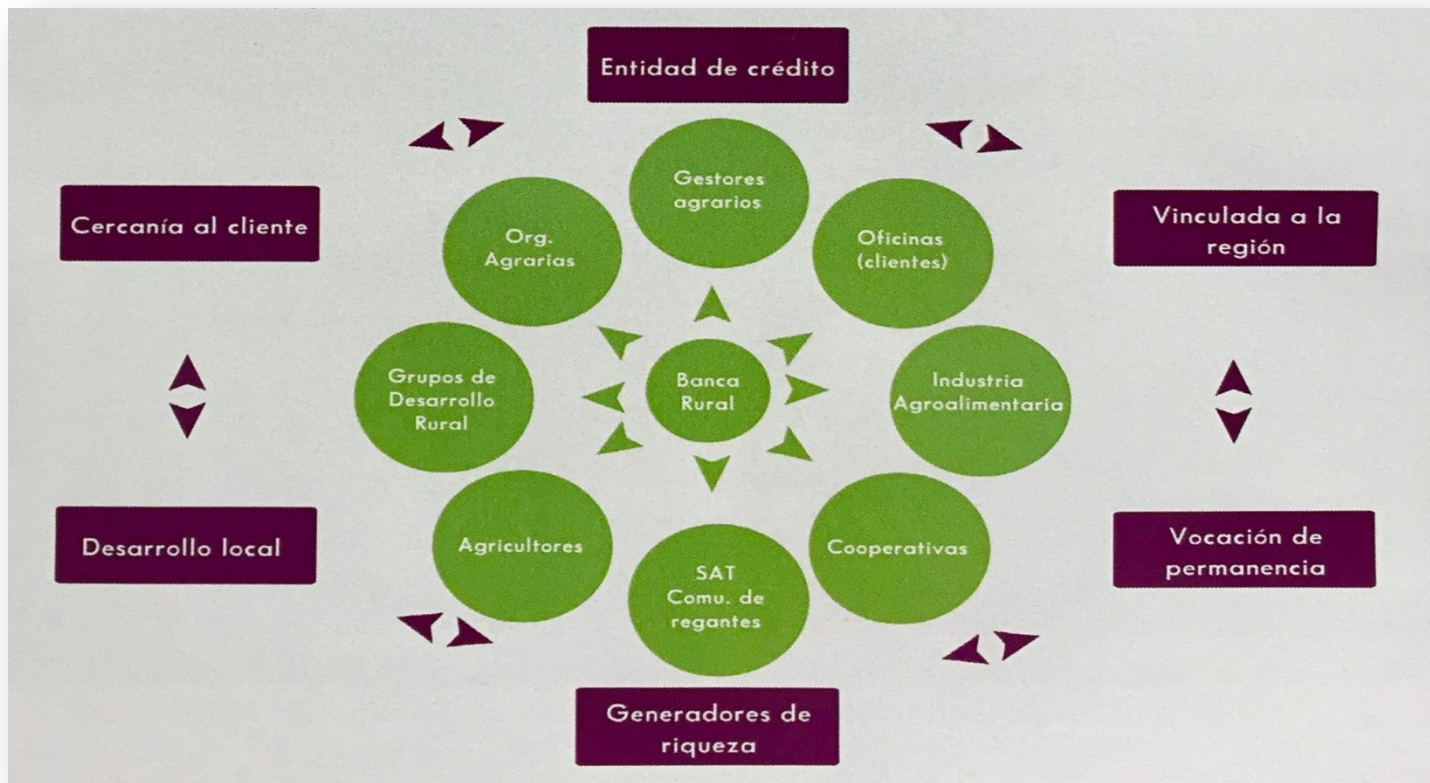 Entidad de crédito
Cercanía al cliente
Vinculada a la
región
Gestores
agrarios
Org.
Agrarias
Oficinas
(clientes)
Grupos de
Desarrollo
Rural
Banca
Rural
Industria
Agroalimentaria
Desarrollo local
Agricultores
SAT
Comu. de
regantes
Cooperativas
Vocación de
permanencia
Generadores de
riqueza